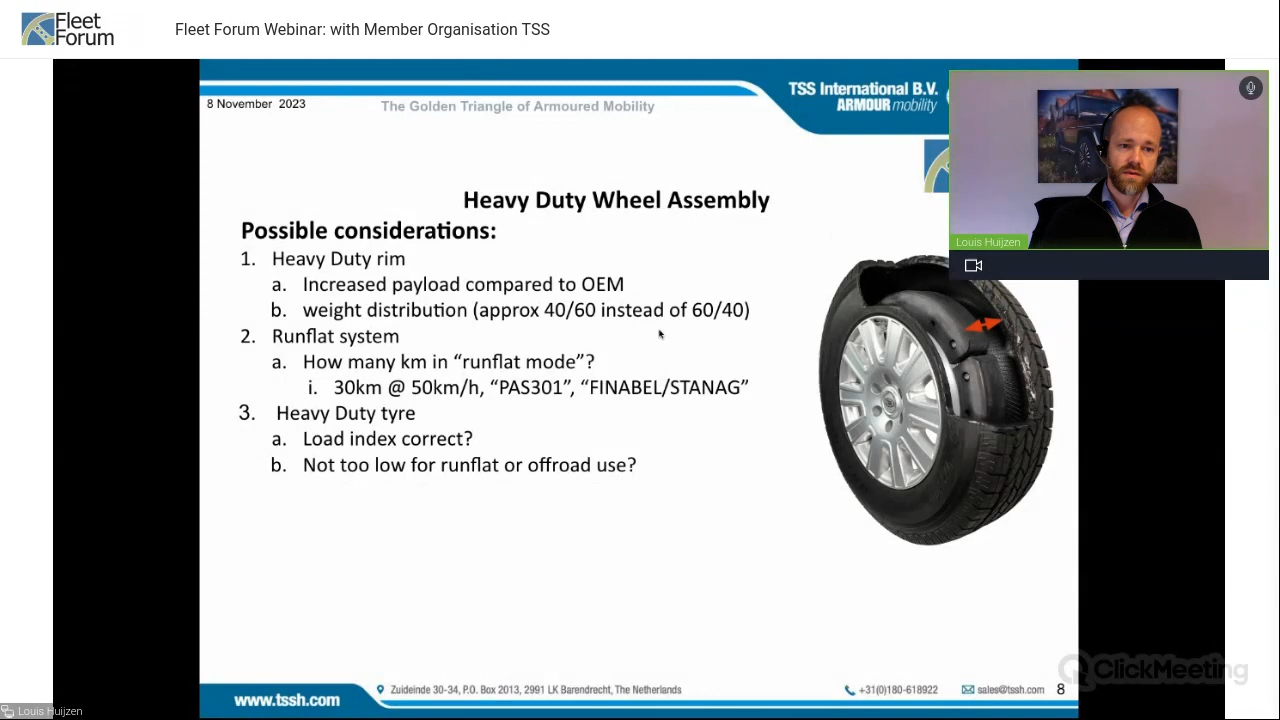 Fleet
Forum
Fleet Forum Webinar: with Member Organisation TSS
8 November 2023
The Golden Triangle of Armoured Mobility
TSS International B.V.
ARMOUR mobility
Louis Huijzen
Heavy Duty Wheel Assembly
Possible considerations:
1. Heavy Duty rim
a. Increased payload compared to OEM
b. weight distribution (approx 40/60 instead of 60/40)
2. Runflat system
a. How many km in “runflat mode”?
i. 30km @ 50km/h, “PAS301”, “FINABEL/STANAG”
3. Heavy Duty tyre
a. Load index correct?
b. Not too low for runflat or offroad use?
ClickMeeting
www.tssh.com
Zuideinde 30-34, P.O. Box 2013, 2991 LK Barendrecht, The Netherlands
+31(0)180-618922
sales@tssh.com
8
Louis Huijzen